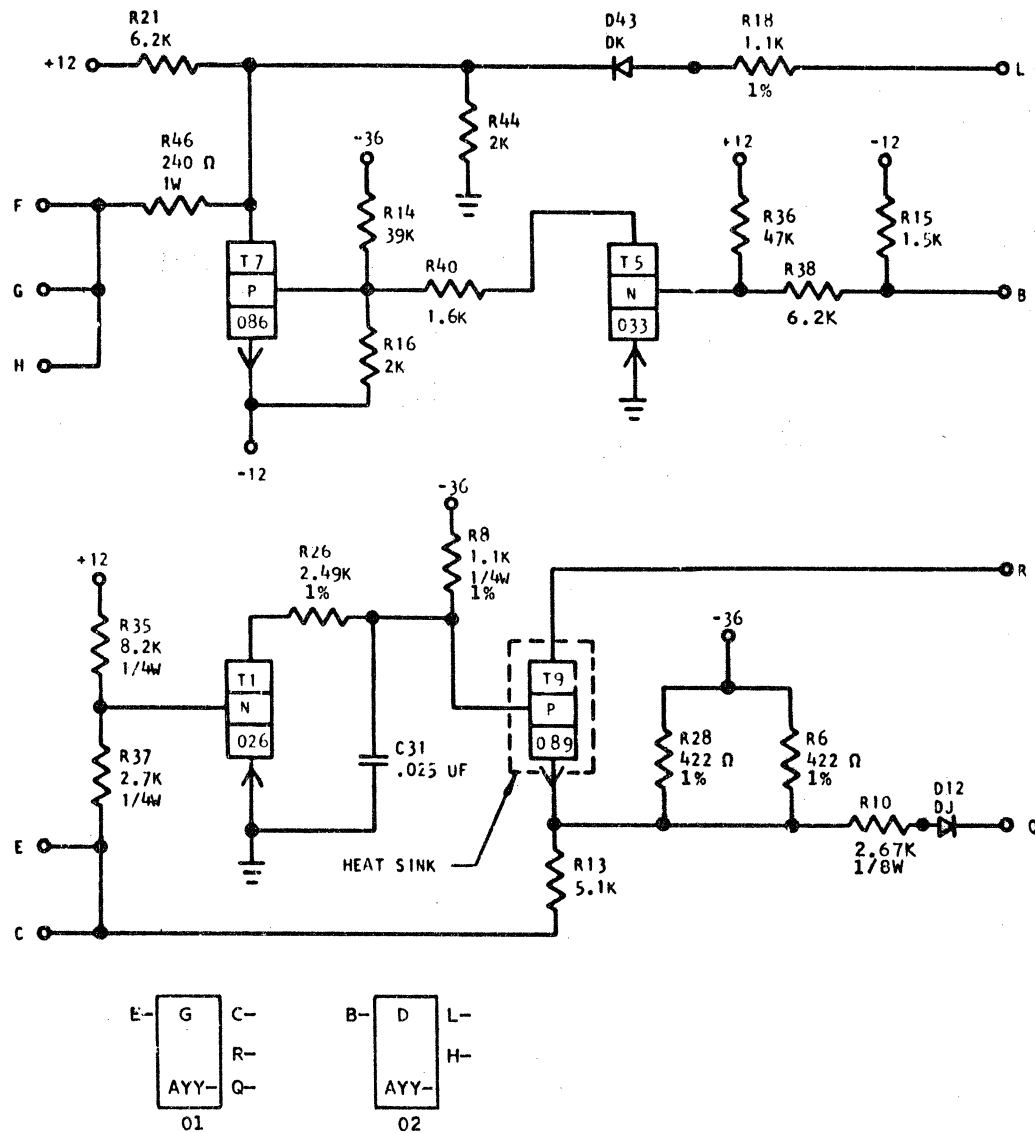 R21
6.2K
+12
D43
DK
R18
1.1K
1%
L
R44
2K
R46
240 Ω
1W
-36
R14
39K
+12
R36
47K
-12
R15
1.5K
F
G
H
T7
P
086
R40
1.6K
T5
N
033
R38
6.2K
B
R16
2K
-12
-36
R8
1.1K
1/4W
1%
R26
2.49K
1%
+12
R35
8.2K
1/4W
T1
N
026
R
-36
T9
P
089
R37
2.7K
1/4W
C31
.025 UF
R28
422 Ω
1%
R6
422 Ω
1%
R10
2.67K
1/8W
D12
DJ
Q
E
HEAT SINK
R13
5.1K
C
E- G C-
R-
AYY- Q-
01
B- D L-
H-
AYY-
02